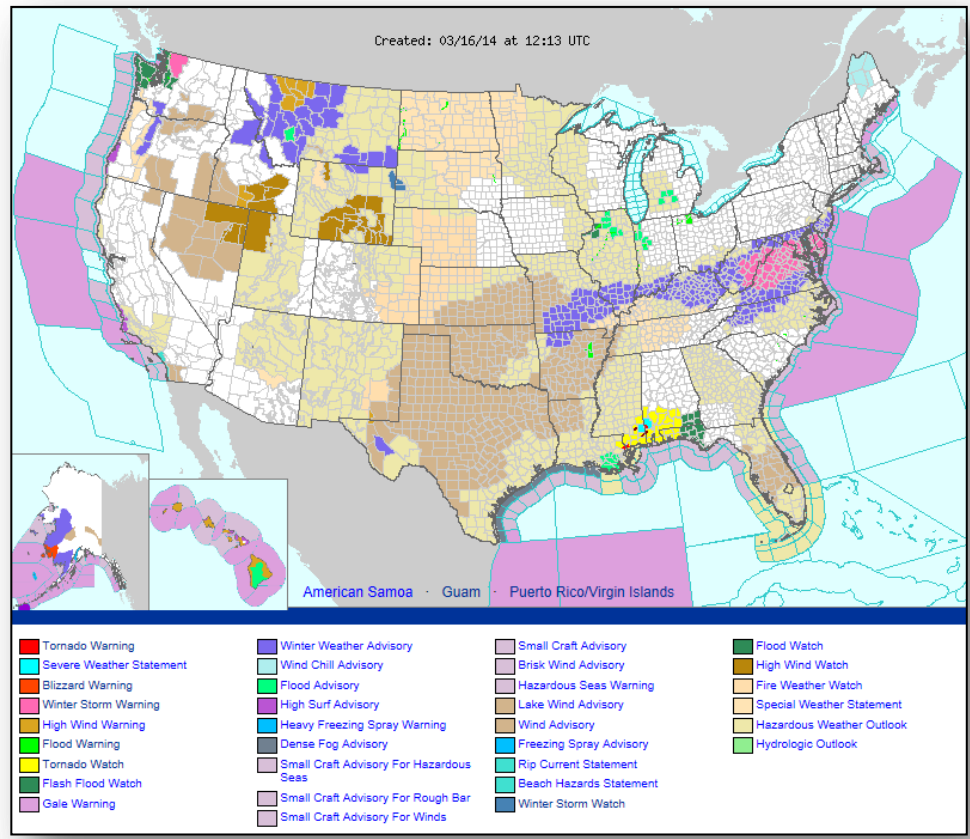 Created: 03/16/14 at 12:13 UTC
American Samoa · Guam · Puerto Rico/Virgin Islands
Tornado Warning
Severe Weather Statement
Blizzard Warning
Winter Storm Warning
High Wind Warning
Flood Warning
Tornado Watch
Flash Flood Watch
Gale Warning
Winter Weather Advisory
Wind Chill Advisory
Flood Advisory
High Surf Advisory
Heavy Freezing Spray Warning
Dense Fog Advisory
Small Craft Advisory For Hazardous
Seas
Small Craft Advisory For Rough Bar
Small Craft Advisory For Winds
Small Craft Advisory
Brisk Wind Advisory
Hazardous Seas Warning
Lake Wind Advisory
Wind Advisory
Freezing Spray Advisory
Rip Current Statement
Beach Hazards Statement
Winter Storm Watch
Flood Watch
High Wind Watch
Fire Weather Watch
Special Weather Statement
Hazardous Weather Outlook
Hydrologic Outlook